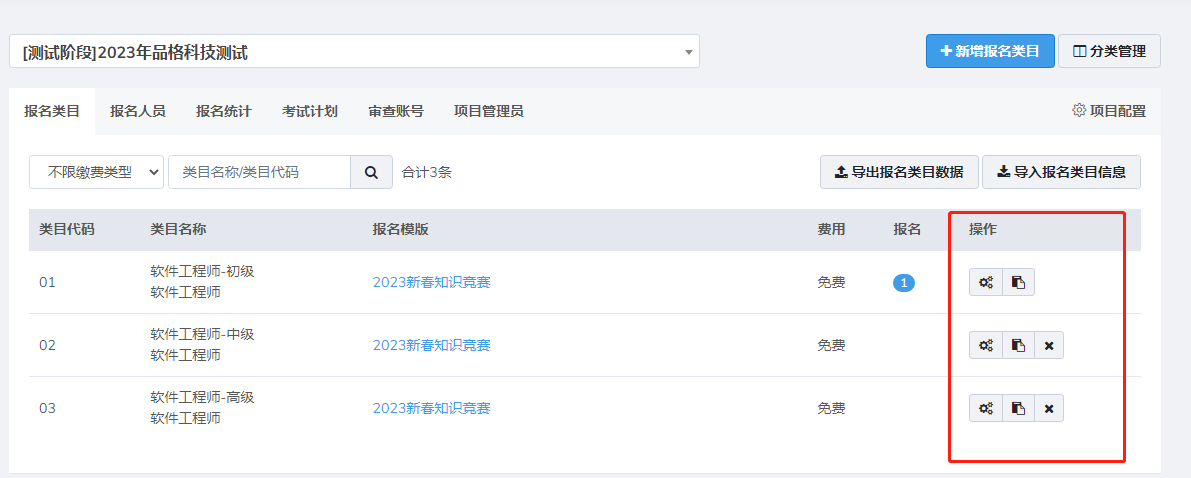 [测试阶段]2023年品格科技测试
新增报名类目
分类管理
报名类目 报名人员 报名统计 考试计划 审查账号 项目管理员 项目配置
不限缴费类型 类目名称/类目代码 合计3条 导出报名类目数据 导入报名类目信息
类目代码 类目名称 报名模版 费用 报名 操作
01 软件工程师-初级 2023新春知识竞赛 免费 1
软件工程师
02 软件工程师-中级 2023新春知识竞赛 免费
软件工程师
03 软件工程师-高级 2023新春知识竞赛 免费
软件工程师